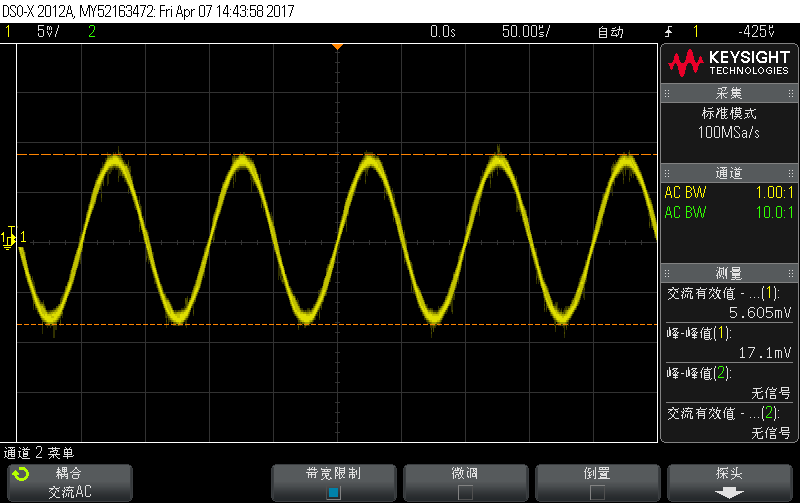 DSO-X 2012A, MY52163472: Fri Apr 07 14:43:58 2017
1 5mV/ 2 0.0s 50.00us/ 自动 1 -425uV
KEYSIGHT
TECHNOLOGIES
采集
标准模式
100MSa/s
通道
AC BW 1.00:1
AC BW 10.0:1
测量
交流有效值 - ...(1):
5.605mV
峰-峰值(1):
17.1mV
峰-峰值(2):
无信号
交流有效值 - ...(2):
无信号
1 T 1
通道 2 菜单
耦合
交流AC
带宽限制
微调
倒置
探头